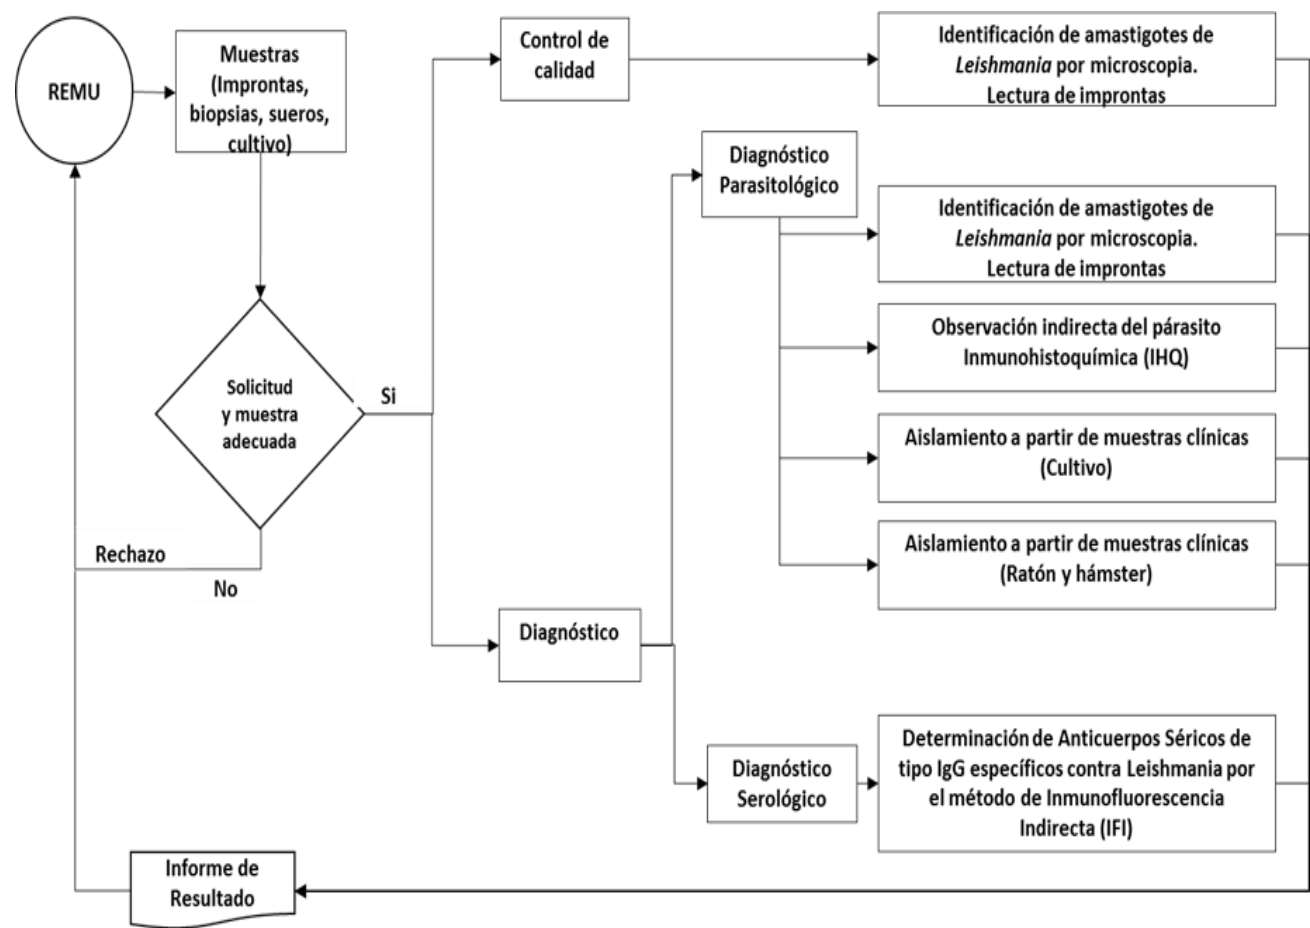 REMU
Muestras
(Improntas,
biopsias, sueros,
cultivo)
Control de
calidad
Identificación de amastigotes de
Leishmania por microscopia.
Lectura de improntas
Diagnóstico
Parasitológico
Identificación de amastigotes de
Leishmania por microscopia.
Lectura de improntas
Observación indirecta del párasito
Inmunohistoquímica (IHQ)
Solicitud
y muestra
adecuada
Si
Aislamiento a partir de muestras clínicas
(Cultivo)
Rechazo
No
Aislamiento a partir de muestras clínicas
(Ratón y hámster)
Diagnóstico
Diagnóstico
Serológico
Determinación de Anticuerpos Séricos de
tipo IgG específicos contra Leishmania por
el método de Inmunofluorescencia
Indirecta (IFI)
Informe de
Resultado